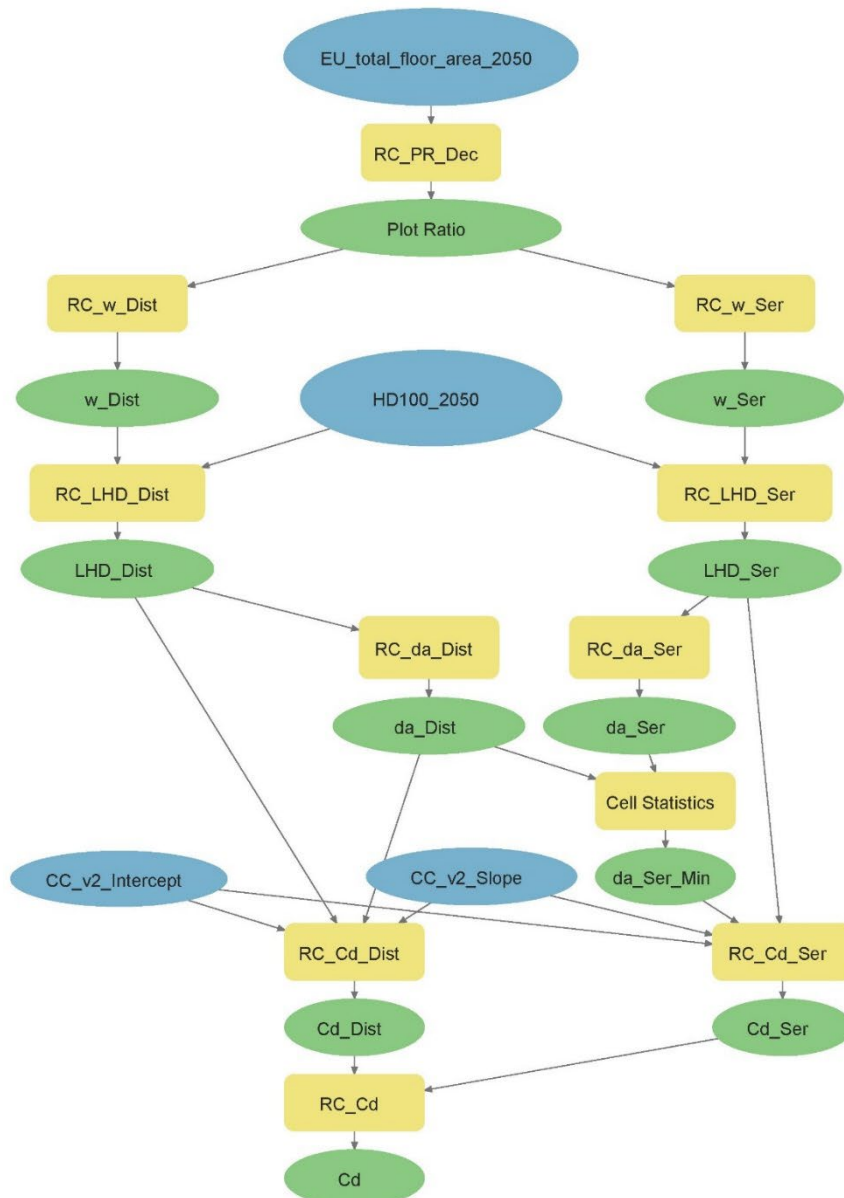 EU_total_floor_area_2050
RC_PR_Dec
Plot Ratio
RC_w_Dist
RC_w_Ser
w_Dist
HD100_2050
w_Ser
RC_LHD_Dist
RC_LHD_Ser
LHD_Dist
LHD_Ser
RC_da_Dist
RC_da_Ser
da_Dist
da_Ser
Cell Statistics
CC_v2_Intercept
CC_v2_Slope
da_Ser_Min
RC_Cd_Dist
RC_Cd_Ser
Cd_Dist
Cd_Ser
RC_Cd
Cd